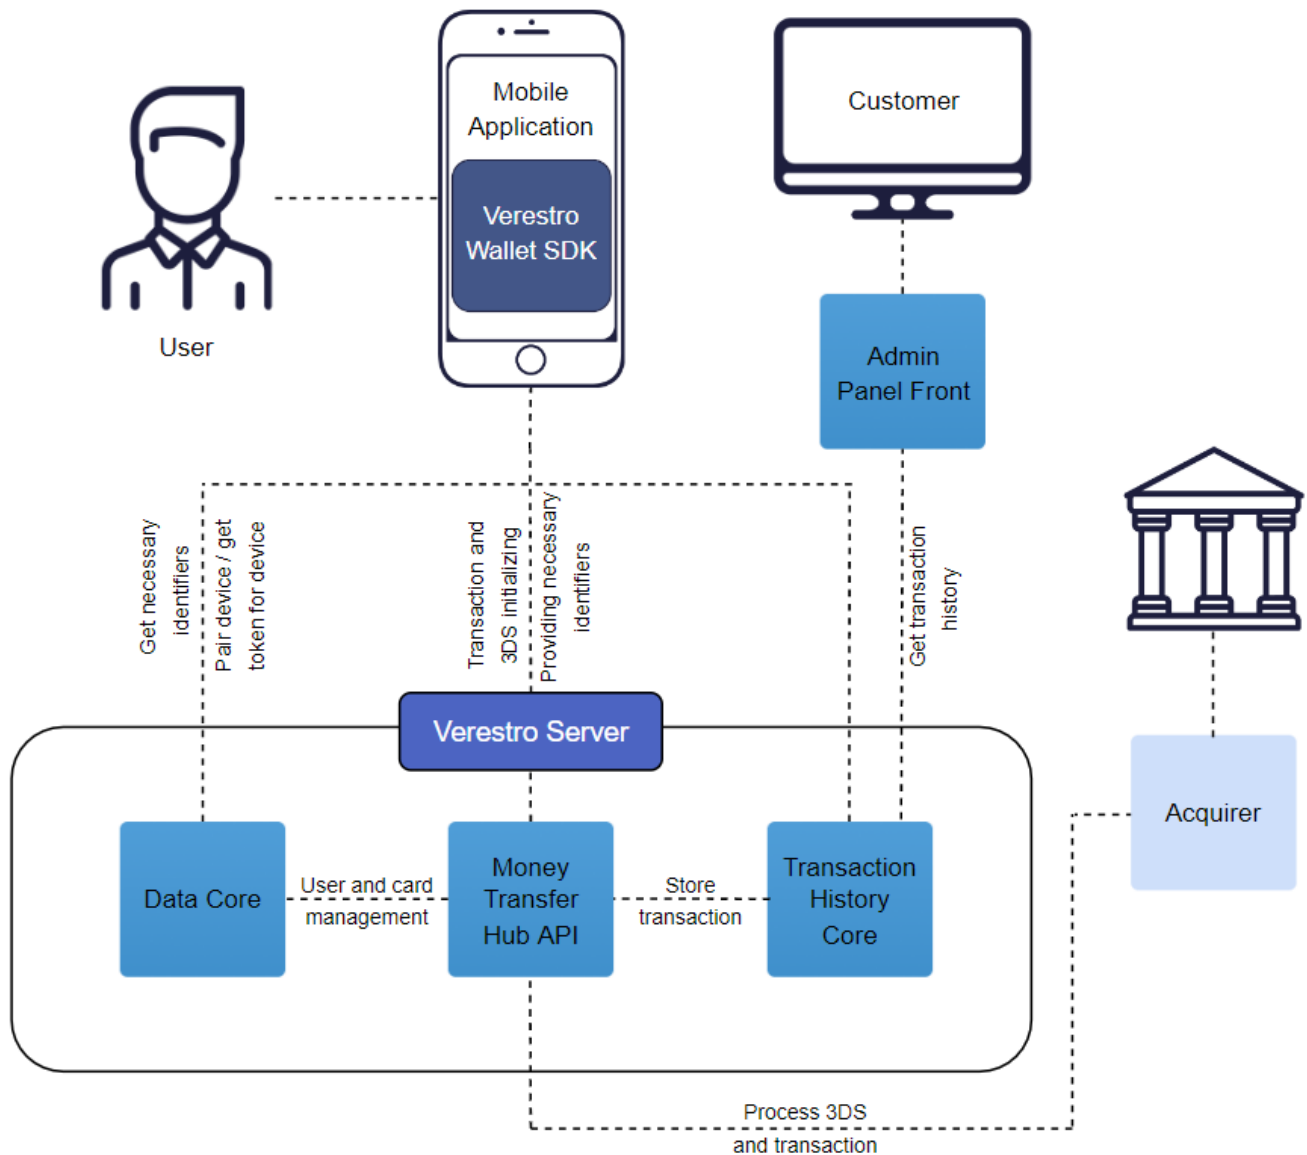 Mobile
Application
Verestro
Wallet SDK
Customer
User
Admin
Panel Front
Get necessary
identifiers
Pair device / get
token for device
Transaction and
3DS initializing
Providing necessary
identifiers
Get transaction
history
Verestro Server
Data Core
User and card
management
Money
Transfer
Hub API
Store
transaction
Transaction
History
Core
Acquirer
Process 3DS
and transaction